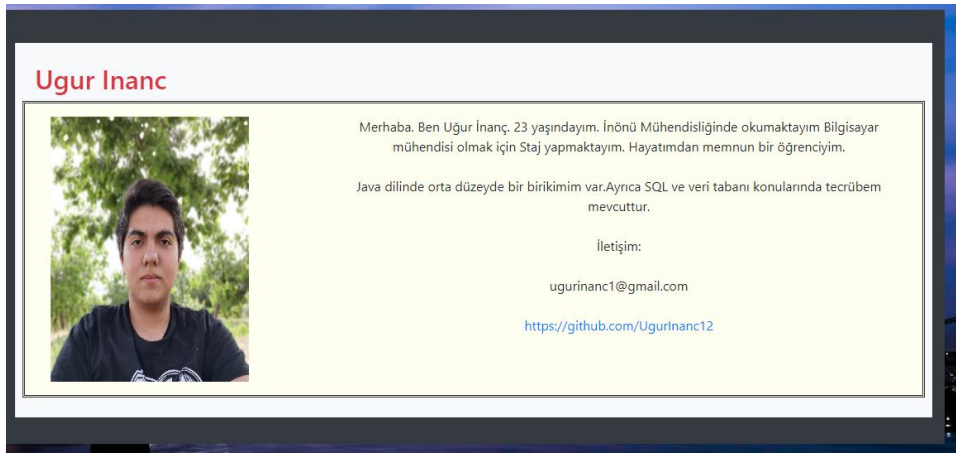 Ugur Inanc
Merhaba. Ben Uğur İnanç. 23 yaşındayım. İnönü Mühendisliğinde okumaktayım Bilgisayar
mühendisi olmak için Staj yapmaktayım. Hayatımdan memnun bir öğrenciyim.
Java dilinde orta düzeyde bir birikimim var.Ayrıca SQL ve veri tabanı konularında tecrübem
mevcuttur.
İletişim:
ugurinanc1@gmail.com
https://github.com/UgurInanc12